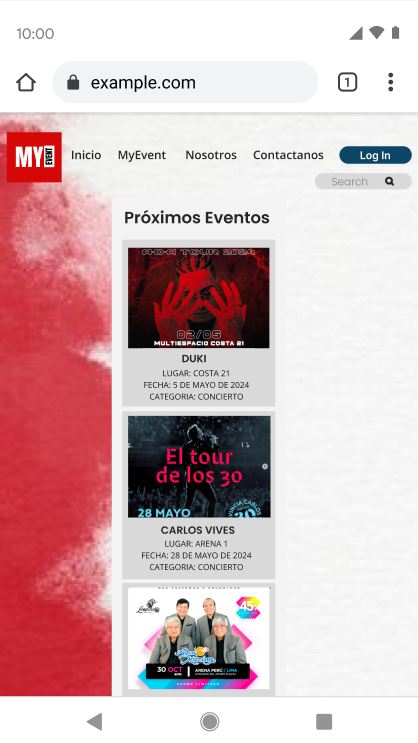 10:00
example.com
1
MY EVENT
Inicio
MyEvent
Nosotros
Contactanos
Log In
Search
Próximos Eventos
A·D·A TOUR 2024
02/05
MULTIESPACIO COSTA 21
DUKI
LUGAR: COSTA 21
FECHA: 5 DE MAYO DE 2024
CATEGORIA: CONCIERTO
El tour
de los 30
28 MAYO
CARLOS VIVES
LUGAR: ARENA 1
FECHA: 28 DE MAYO DE 2024
CATEGORIA: CONCIERTO
45
Agua Marina
30 OCT
ARENA PERÚ / LIMA